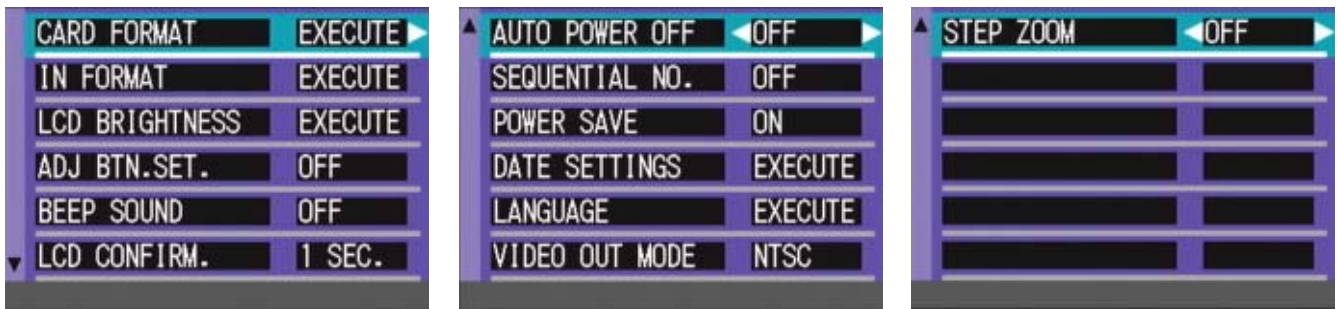 CARD FORMAT EXECUTE
IN FORMAT EXECUTE
LCD BRIGHTNESS EXECUTE
ADJ BTN.SET. OFF
BEEP SOUND OFF
LCD CONFIRM. 1 SEC.
AUTO POWER OFF OFF
SEQUENTIAL NO. OFF
POWER SAVE ON
DATE SETTINGS EXECUTE
LANGUAGE EXECUTE
VIDEO OUT MODE NTSC
STEP ZOOM OFF